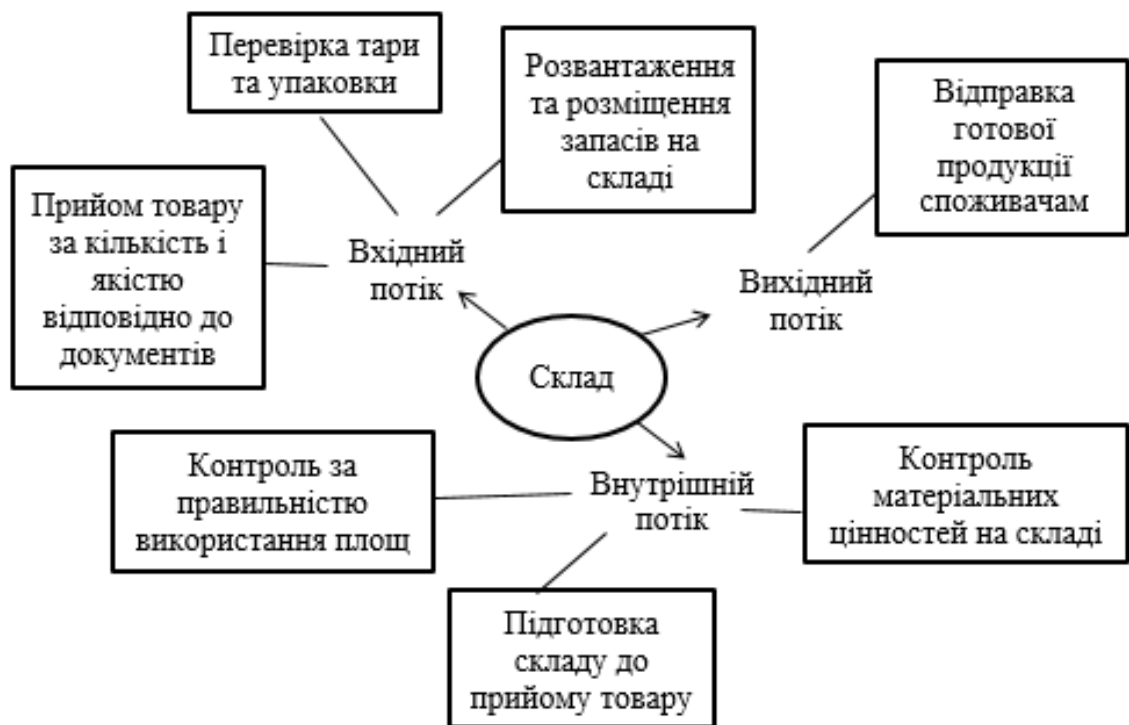 Перевірка тари
та упаковки
Розвантаження
та розміщення
запасів на
складі
Відправка
готової
продукції
споживачам
Прийом товару
за кількість і
якістю
відповідно до
документів
Вхідний
потік
Вихідний
потік
Склад
Контроль за
правильністю
використання площ
Внутрішній
потік
Контроль
матеріальних
цінностей на складі
Підготовка
складу до
прийому товару